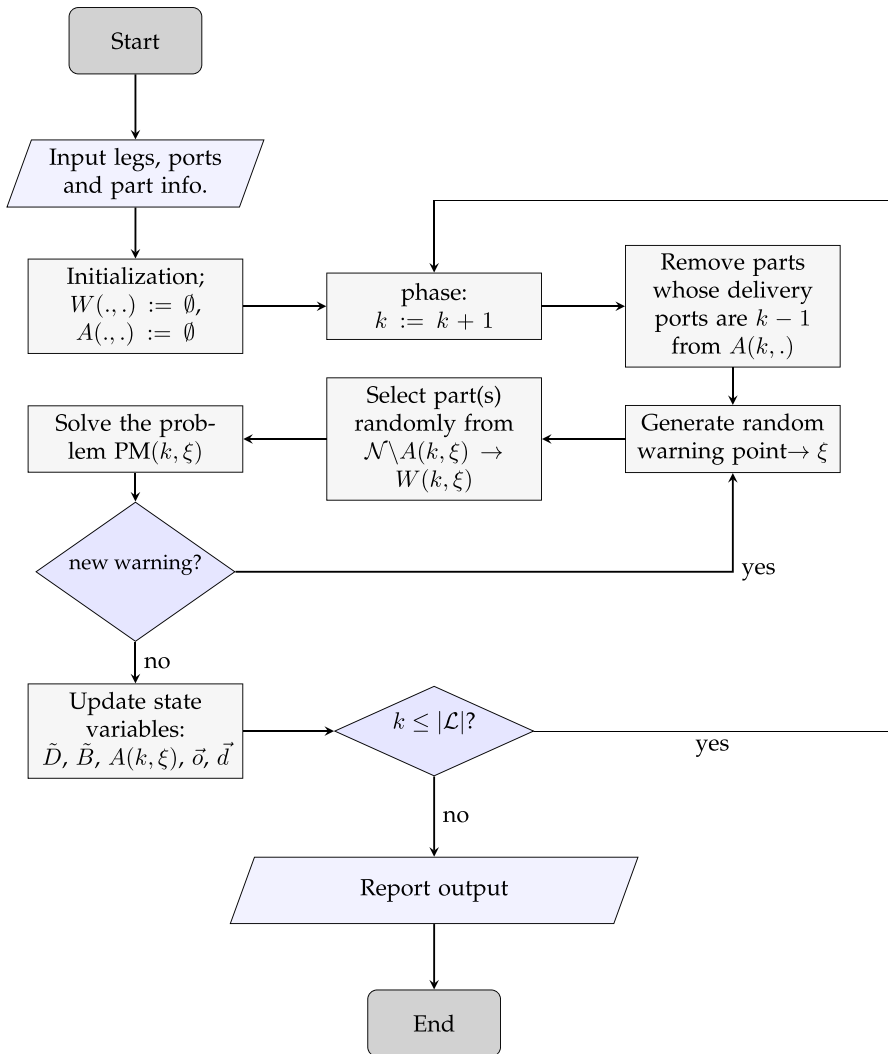 Start
Input legs, ports
and part info.
Initialization;
W(.,.) := ∅,
A(.,.) := ∅
phase:
k := k + 1
Remove parts
whose delivery
ports are k − 1
from A(k,.)
Generate random
warning point→ ξ
Select part(s)
randomly from
𝒩\A(k,ξ) →
W(k,ξ)
Solve the prob-
lem PM(k,ξ)
new warning?
yes
no
Update state
variables:
D̃, B̃, A(k,ξ), o⃗, d⃗
k ≤ |ℒ|?
yes
no
Report output
End